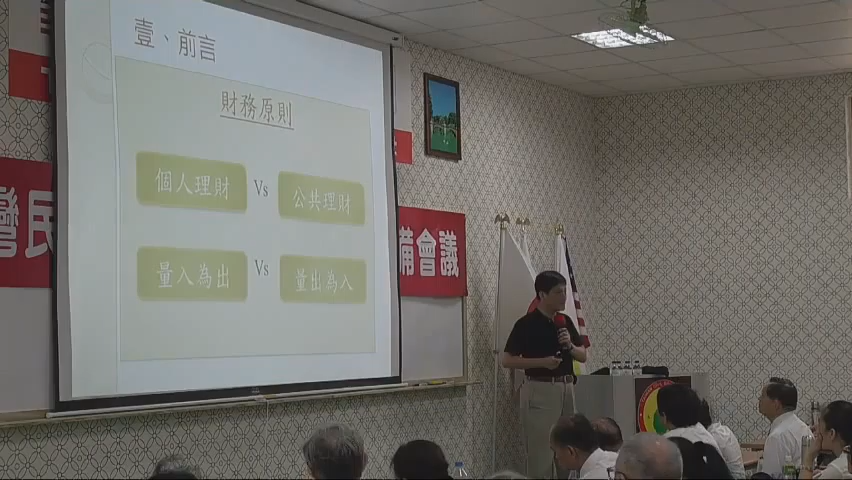 壹、前言
財務原則
個人理財 Vs 公共理財
量入為出 Vs 量出為入
灣民
備會議